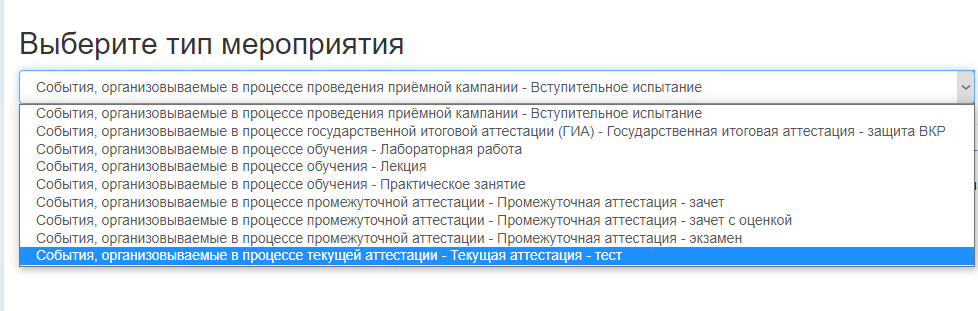 Выберите тип мероприятия
События, организовываемые в процессе проведения приёмной кампании - Вступительное испытание
События, организовываемые в процессе проведения приёмной кампании - Вступительное испытание
События, организовываемые в процессе государственной итоговой аттестации (ГИА) - Государственная итоговая аттестация - защита ВКР
События, организовываемые в процессе обучения - Лабораторная работа
События, организовываемые в процессе обучения - Лекция
События, организовываемые в процессе обучения - Практическое занятие
События, организовываемые в процессе промежуточной аттестации - Промежуточная аттестация - зачет
События, организовываемые в процессе промежуточной аттестации - Промежуточная аттестация - зачет с оценкой
События, организовываемые в процессе промежуточной аттестации - Промежуточная аттестация - экзамен
События, организовываемые в процессе текущей аттестации - Текущая аттестация - тест